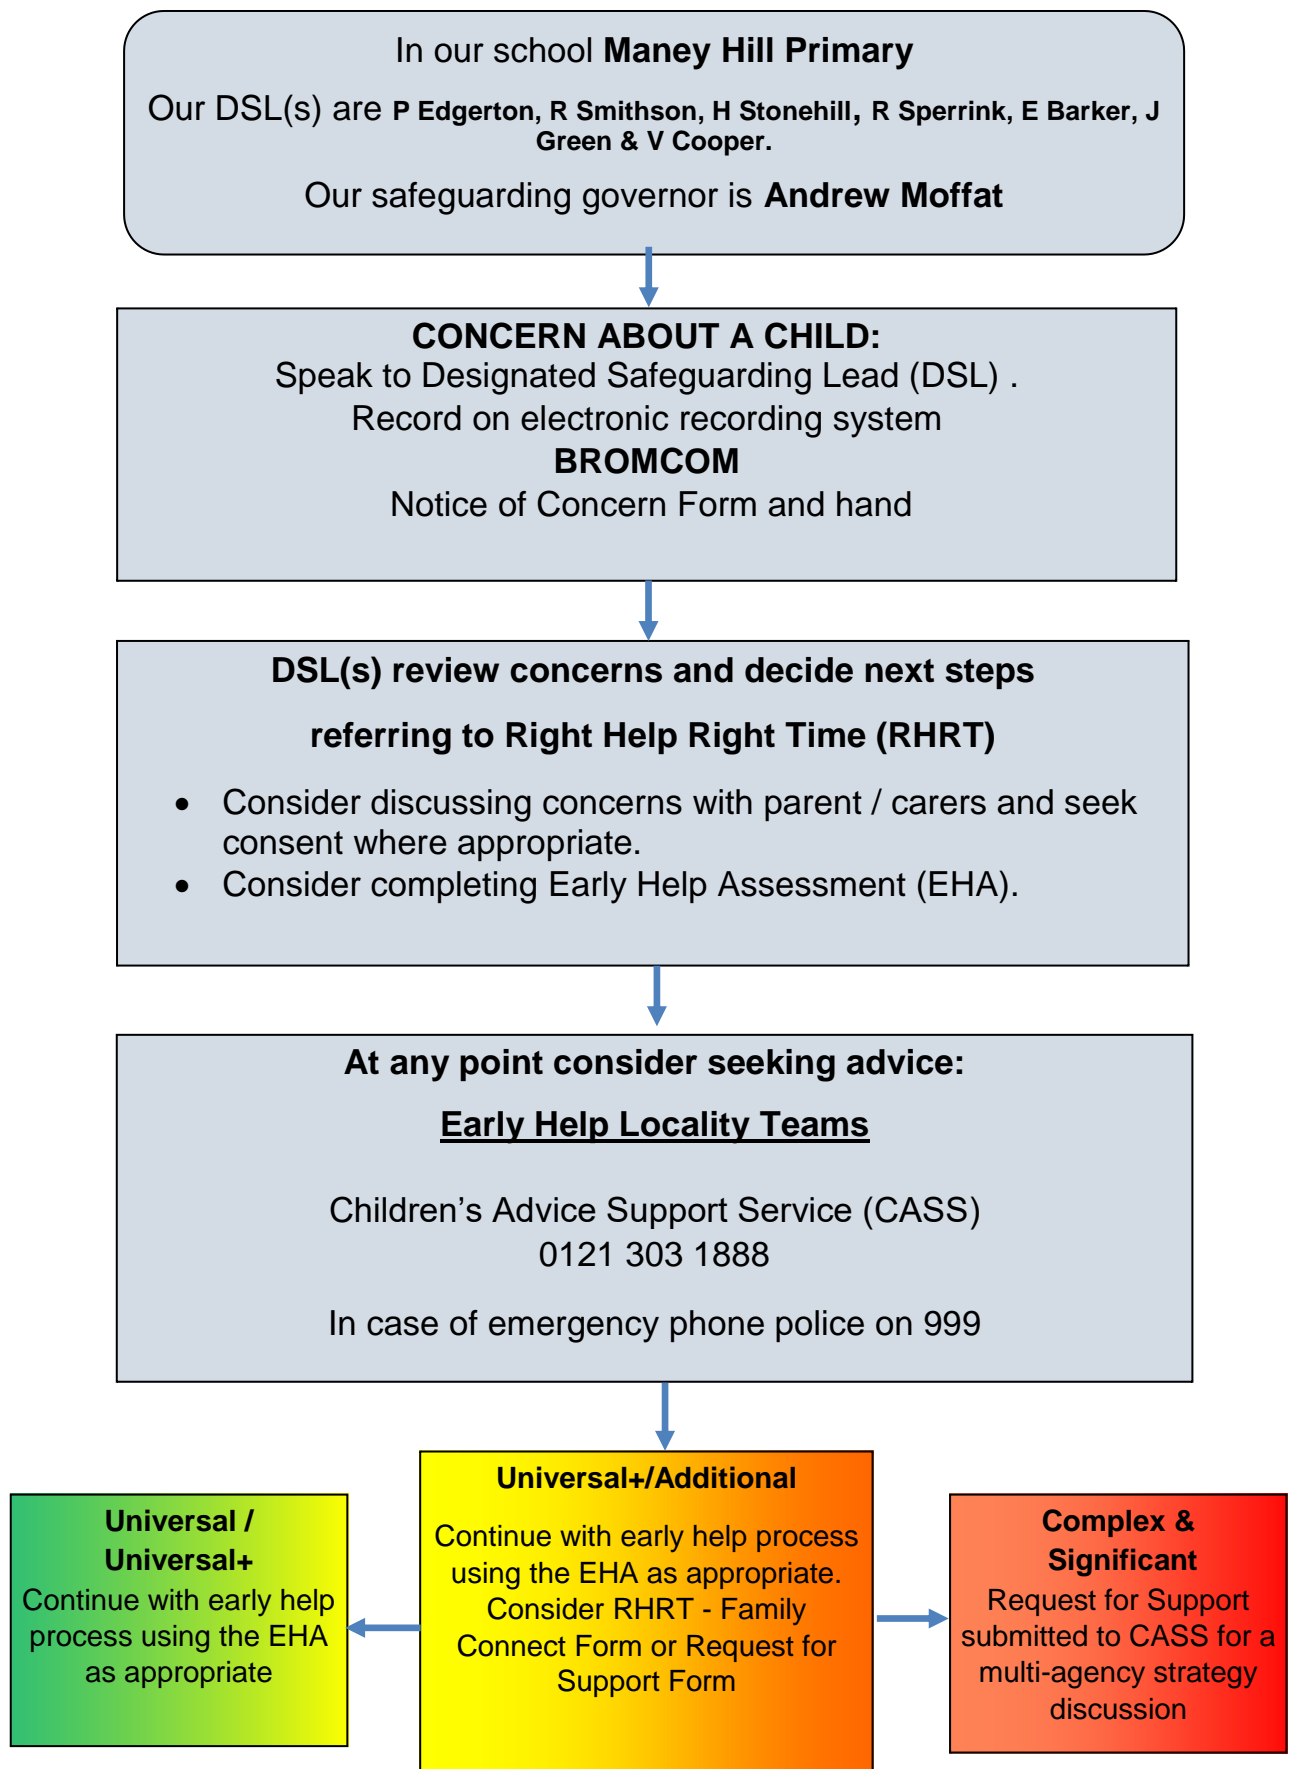 In our school Maney Hill Primary
Our DSL(s) are P Edgerton, R Smithson, H Stonehill, R Sperrink, E Barker, J
Green & V Cooper.
Our safeguarding governor is Andrew Moffat
CONCERN ABOUT A CHILD:
Speak to Designated Safeguarding Lead (DSL) .
Record on electronic recording system
BROMCOM
Notice of Concern Form and hand
DSL(s) review concerns and decide next steps
referring to Right Help Right Time (RHRT)
• Consider discussing concerns with parent / carers and seek
consent where appropriate.
• Consider completing Early Help Assessment (EHA).
At any point consider seeking advice:
Early Help Locality Teams
Children’s Advice Support Service (CASS)
0121 303 1888
In case of emergency phone police on 999
Universal /
Universal+
Continue with early help
process using the EHA
as appropriate
Universal+/Additional
Continue with early help process
using the EHA as appropriate.
Consider RHRT - Family
Connect Form or Request for
Support Form
Complex &
Significant
Request for Support
submitted to CASS for a
multi-agency strategy
discussion